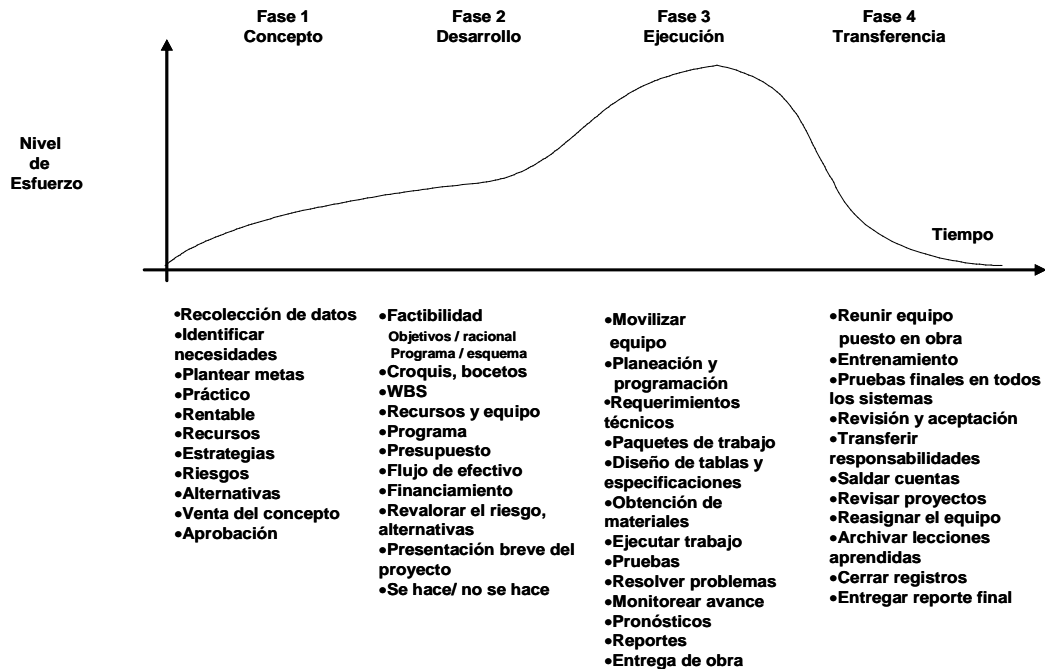 Fase 1
Concepto
Fase 2
Desarrollo
Fase 3
Ejecución
Fase 4
Transferencia
Nivel
de
Esfuerzo
Tiempo
•Recolección de datos
•Identificar
necesidades
•Plantear metas
•Práctico
•Rentable
•Recursos
•Estrategias
•Riesgos
•Alternativas
•Venta del concepto
•Aprobación
•Factibilidad
Objetivos / racional
Programa / esquema
•Croquis, bocetos
•WBS
•Recursos y equipo
•Programa
•Presupuesto
•Flujo de efectivo
•Financiamiento
•Revalorar el riesgo,
alternativas
•Presentación breve del
proyecto
•Se hace/ no se hace
•Movilizar
equipo
•Planeación y
programación
•Requerimientos
técnicos
•Paquetes de trabajo
•Diseño de tablas y
especificaciones
•Obtención de
materiales
•Ejecutar trabajo
•Pruebas
•Resolver problemas
•Monitorear avance
•Pronósticos
•Reportes
•Entrega de obra
•Reunir equipo
puesto en obra
•Entrenamiento
•Pruebas finales en todos
los sistemas
•Revisión y aceptación
•Transferir
responsabilidades
•Saldar cuentas
•Revisar proyectos
•Reasignar el equipo
•Archivar lecciones
aprendidas
•Cerrar registros
•Entregar reporte final